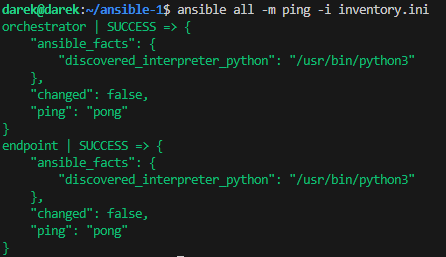 darek@darek:~/ansible-1$ ansible all -m ping -i inventory.ini
orchestrator | SUCCESS => {
    "ansible_facts": {
        "discovered_interpreter_python": "/usr/bin/python3"
    },
    "changed": false,
    "ping": "pong"
}
endpoint | SUCCESS => {
    "ansible_facts": {
        "discovered_interpreter_python": "/usr/bin/python3"
    },
    "changed": false,
    "ping": "pong"
}